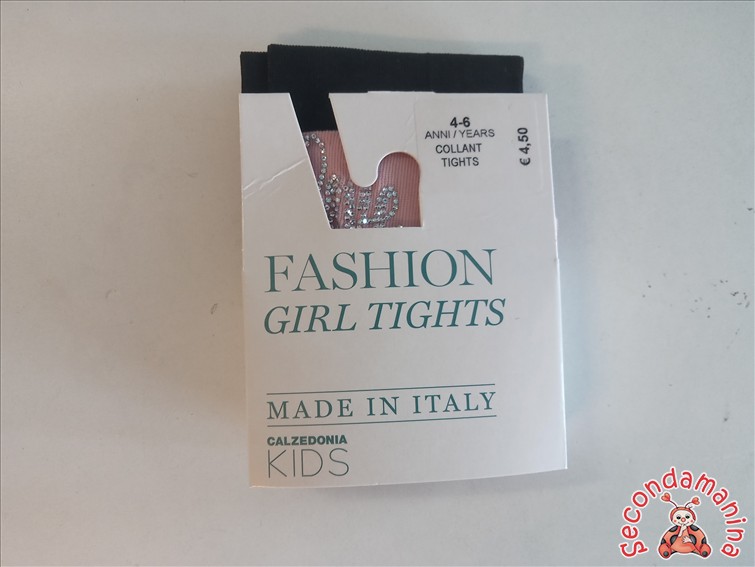 4-6
ANNI / YEARS
COLLANT
TIGHTS
€ 4,50
FASHION
GIRL TIGHTS
MADE IN ITALY
CALZEDONIA
KIDS
Secondamanina